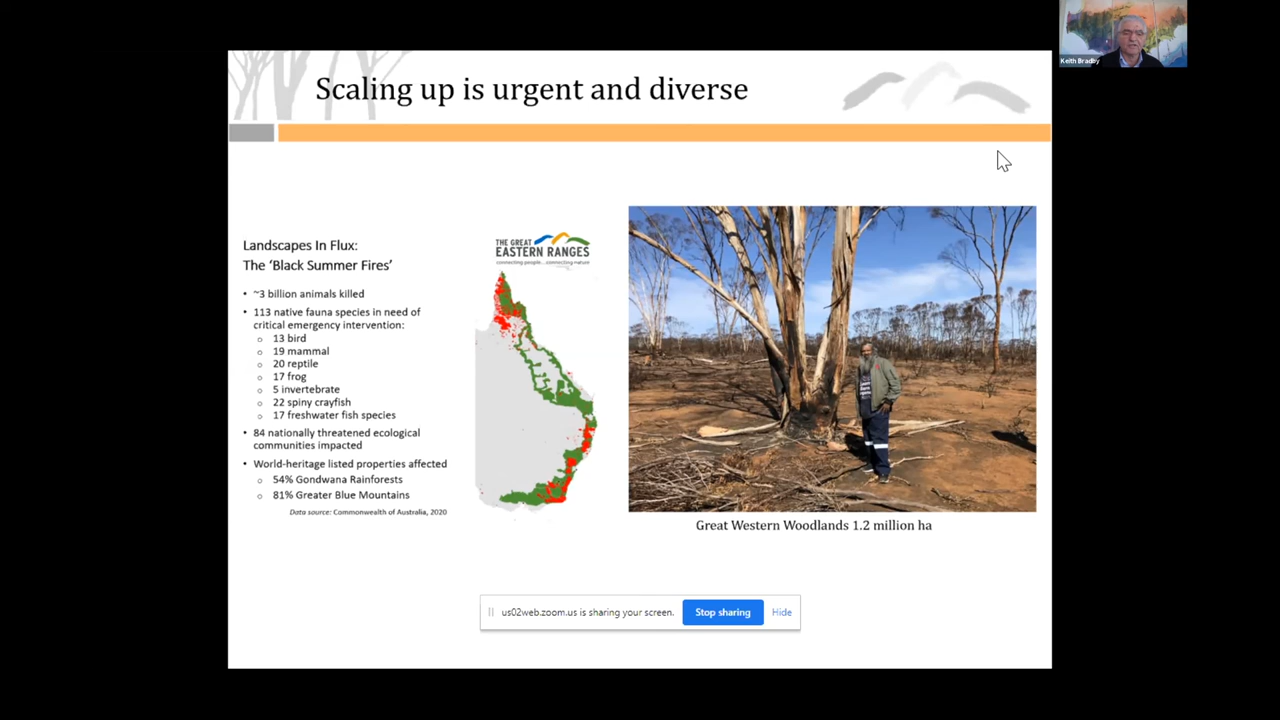 Keith Bradby
Scaling up is urgent and diverse
Landscapes In Flux:
The ‘Black Summer Fires’
• ~3 billion animals killed
• 113 native fauna species in need of
critical emergency intervention:
o 13 bird
o 19 mammal
o 20 reptile
o 17 frog
o 5 invertebrate
o 22 spiny crayfish
o 17 freshwater fish species
• 84 nationally threatened ecological
communities impacted
• World-heritage listed properties affected
o 54% Gondwana Rainforests
o 81% Greater Blue Mountains
Data source: Commonwealth of Australia, 2020
THE GREAT
EASTERN RANGES
connecting people...connecting nature
Great Western Woodlands 1.2 million ha
us02web.zoom.us is sharing your screen.
Stop sharing
Hide